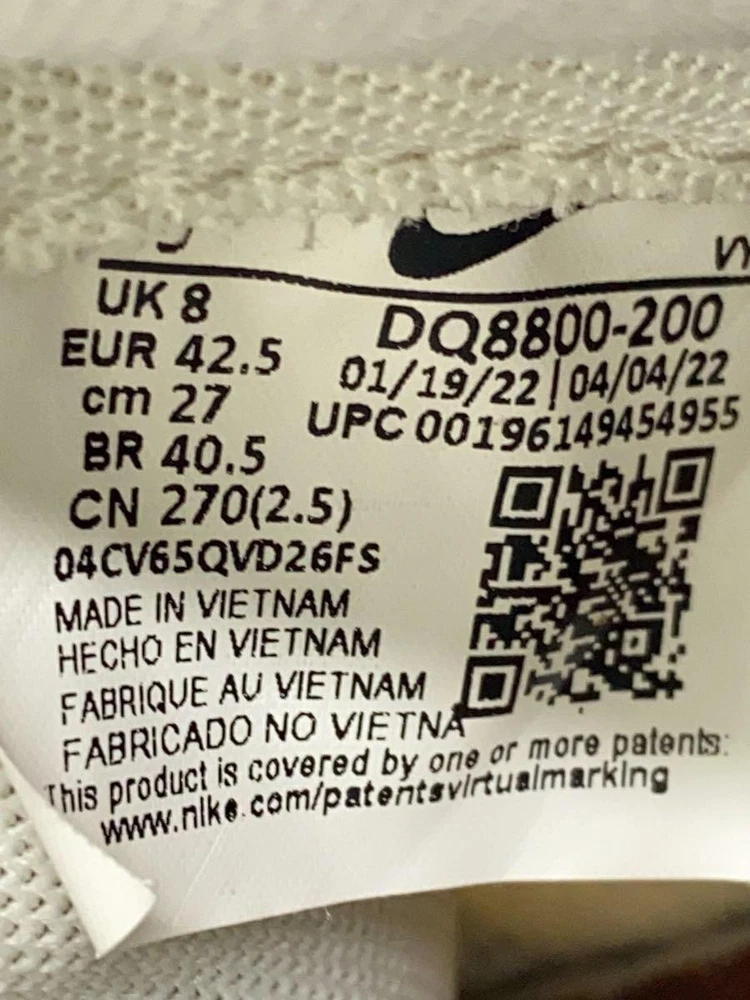 UK 8
EUR 42.5
cm 27
BR 40.5
CN 270(2.5)
04CV65QVD26FS
DQ8800-200
01/19/22 | 04/04/22
UPC 00196149454955
MADE IN VIETNAM
HECHO EN VIETNAM
FABRIQUE AU VIETNAM
FABRICADO NO VIETNA
This product is covered by one or more patents:
www.nike.com/patentsvirtualmarking